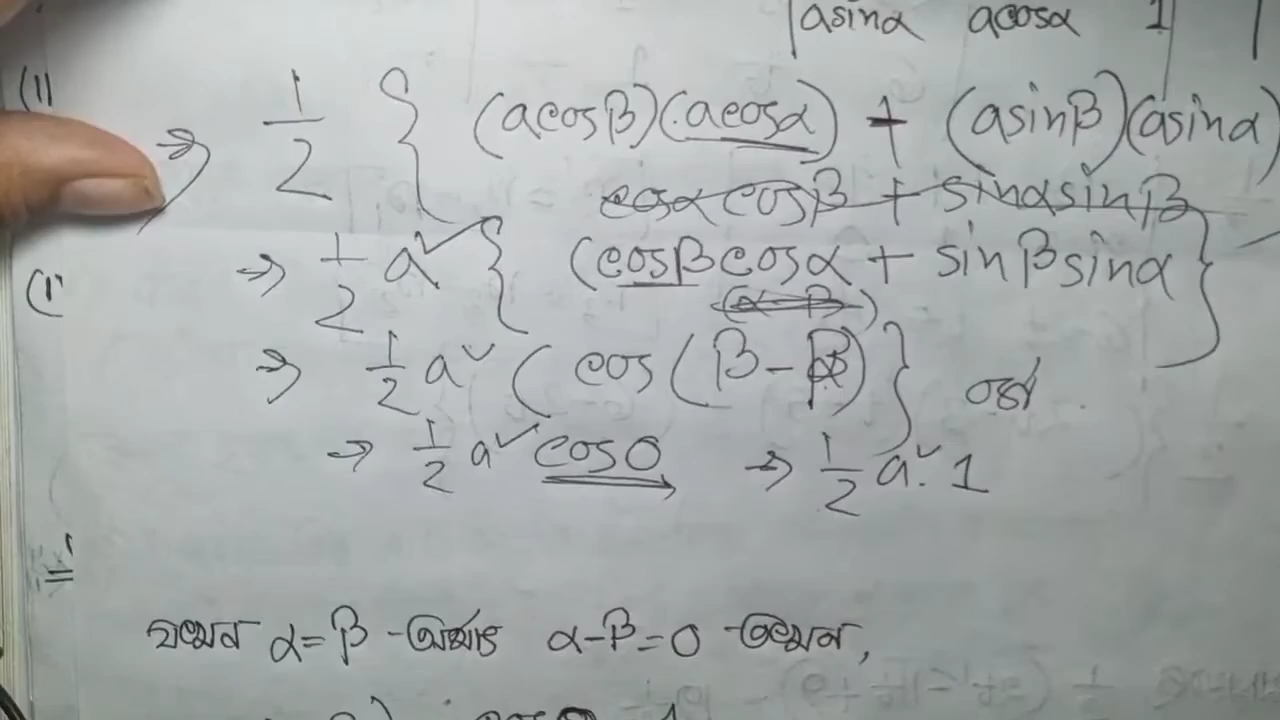 |asinα acosα 1|
(1)
⇒ 1/2 { (acosβ)(acosα) + (asinβ)(asinα)
cosα cosβ + sinαsinβ
⇒ 1/2 a² { (cosβcosα + sinβsinα }
(α - β)
⇒ 1/2 a² ( cos(β-β) }
⇒ 1/2 a² cos0 ⇒ 1/2 a². 1
যখন α=β অর্থাৎ α-β=0 তখন,